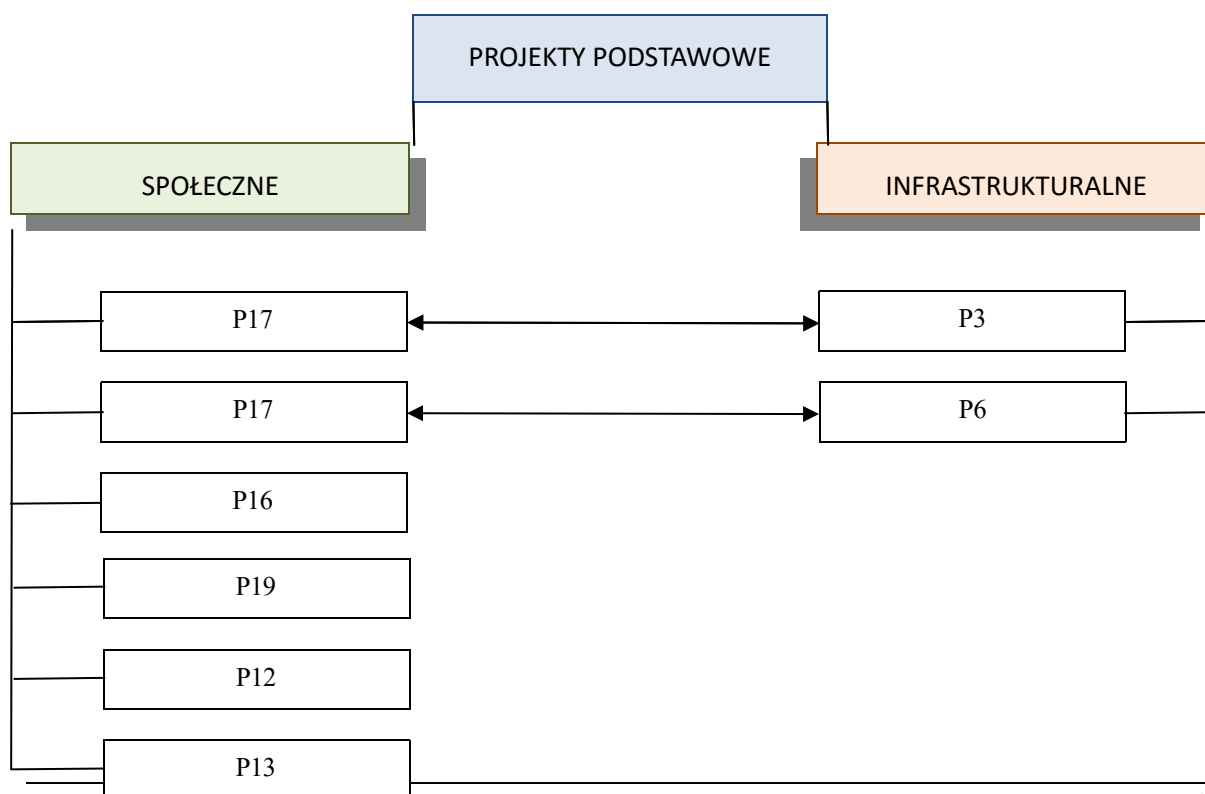 PROJEKTY PODSTAWOWE
SPOŁECZNE
INFRASTRUKTURALNE
P17
P3
P17
P6
P16
P19
P12
P13